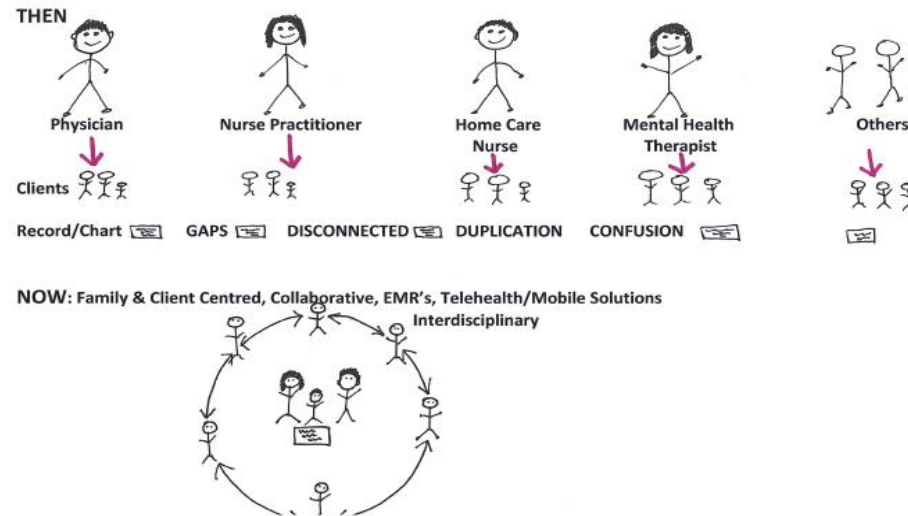 THEN
Physician Nurse Practitioner Home Care Mental Health Others
Nurse Therapist
Clients
Record/Chart GAPS DISCONNECTED DUPLICATION CONFUSION
NOW: Family & Client Centred, Collaborative, EMR's, Telehealth/Mobile Solutions
Interdisciplinary